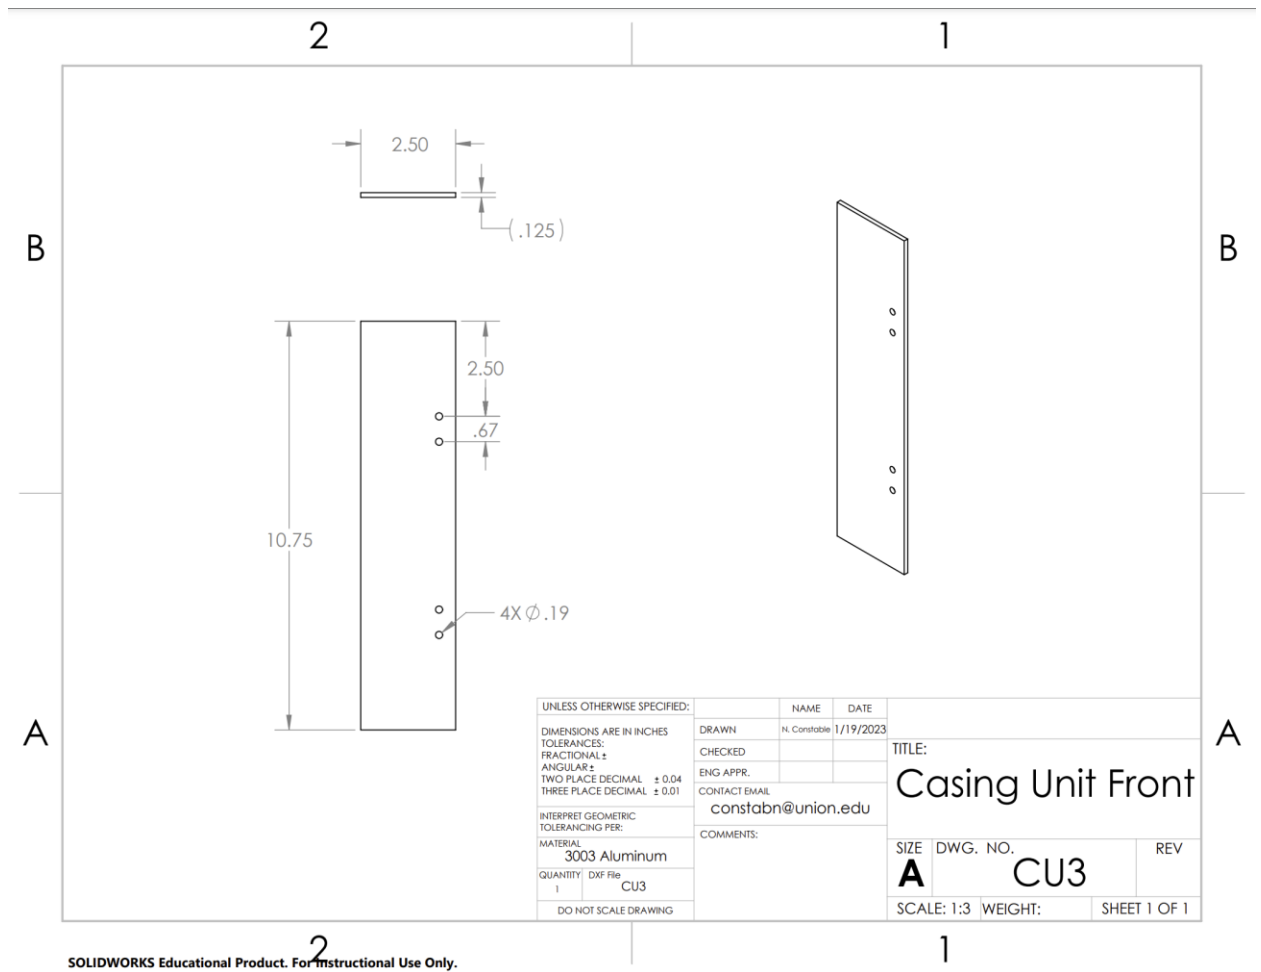 2 1
2.50
(.125)
B B
2.50
.67
10.75
4X Ø .19
A A
UNLESS OTHERWISE SPECIFIED:
DIMENSIONS ARE IN INCHES
TOLERANCES:
FRACTIONAL ±
ANGULAR ±
TWO PLACE DECIMAL ± 0.04
THREE PLACE DECIMAL ± 0.01
INTERPRET GEOMETRIC
TOLERANCING PER:
MATERIAL
3003 Aluminum
QUANTITY DXF File
1 CU3
DO NOT SCALE DRAWING
NAME DATE
DRAWN N. Constable 1/19/2023
CHECKED
ENG APPR.
CONTACT EMAIL
constabn@union.edu
COMMENTS:
TITLE:
Casing Unit Front
SIZE DWG. NO. REV
A CU3
SCALE: 1:3 WEIGHT: SHEET 1 OF 1
2 1
SOLIDWORKS Educational Product. For Instructional Use Only.